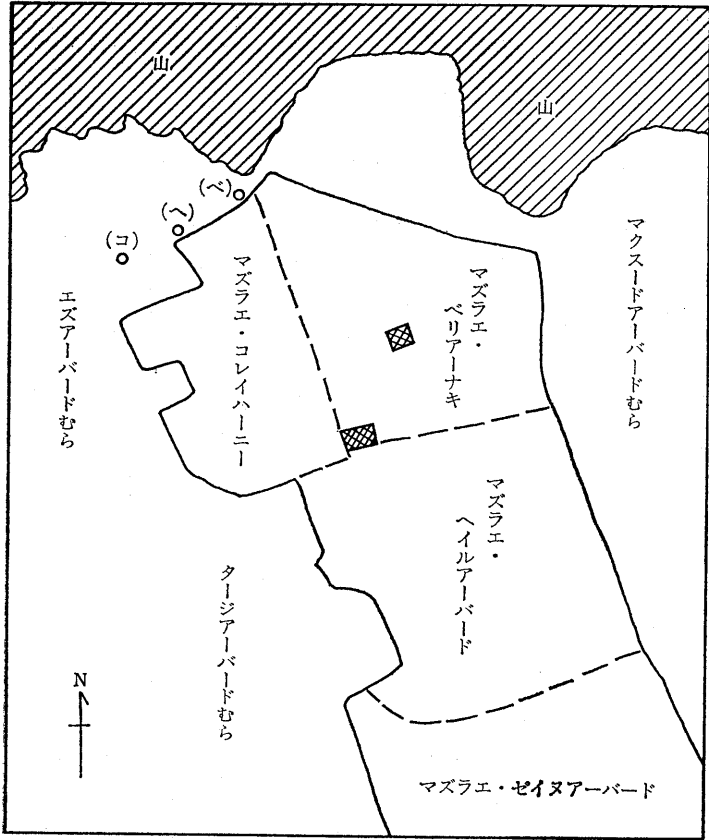 山
山
(ベ)
(ヘ)
(コ)
マクスードアーバードむら
マズラエ・
ベリアーナキ
マズラエ・コレイハーニー
エズアーバードむら
マズラエ・
ヘイルアーバード
タージアーバードむら
N
マズラエ・ゼイヌアーバード